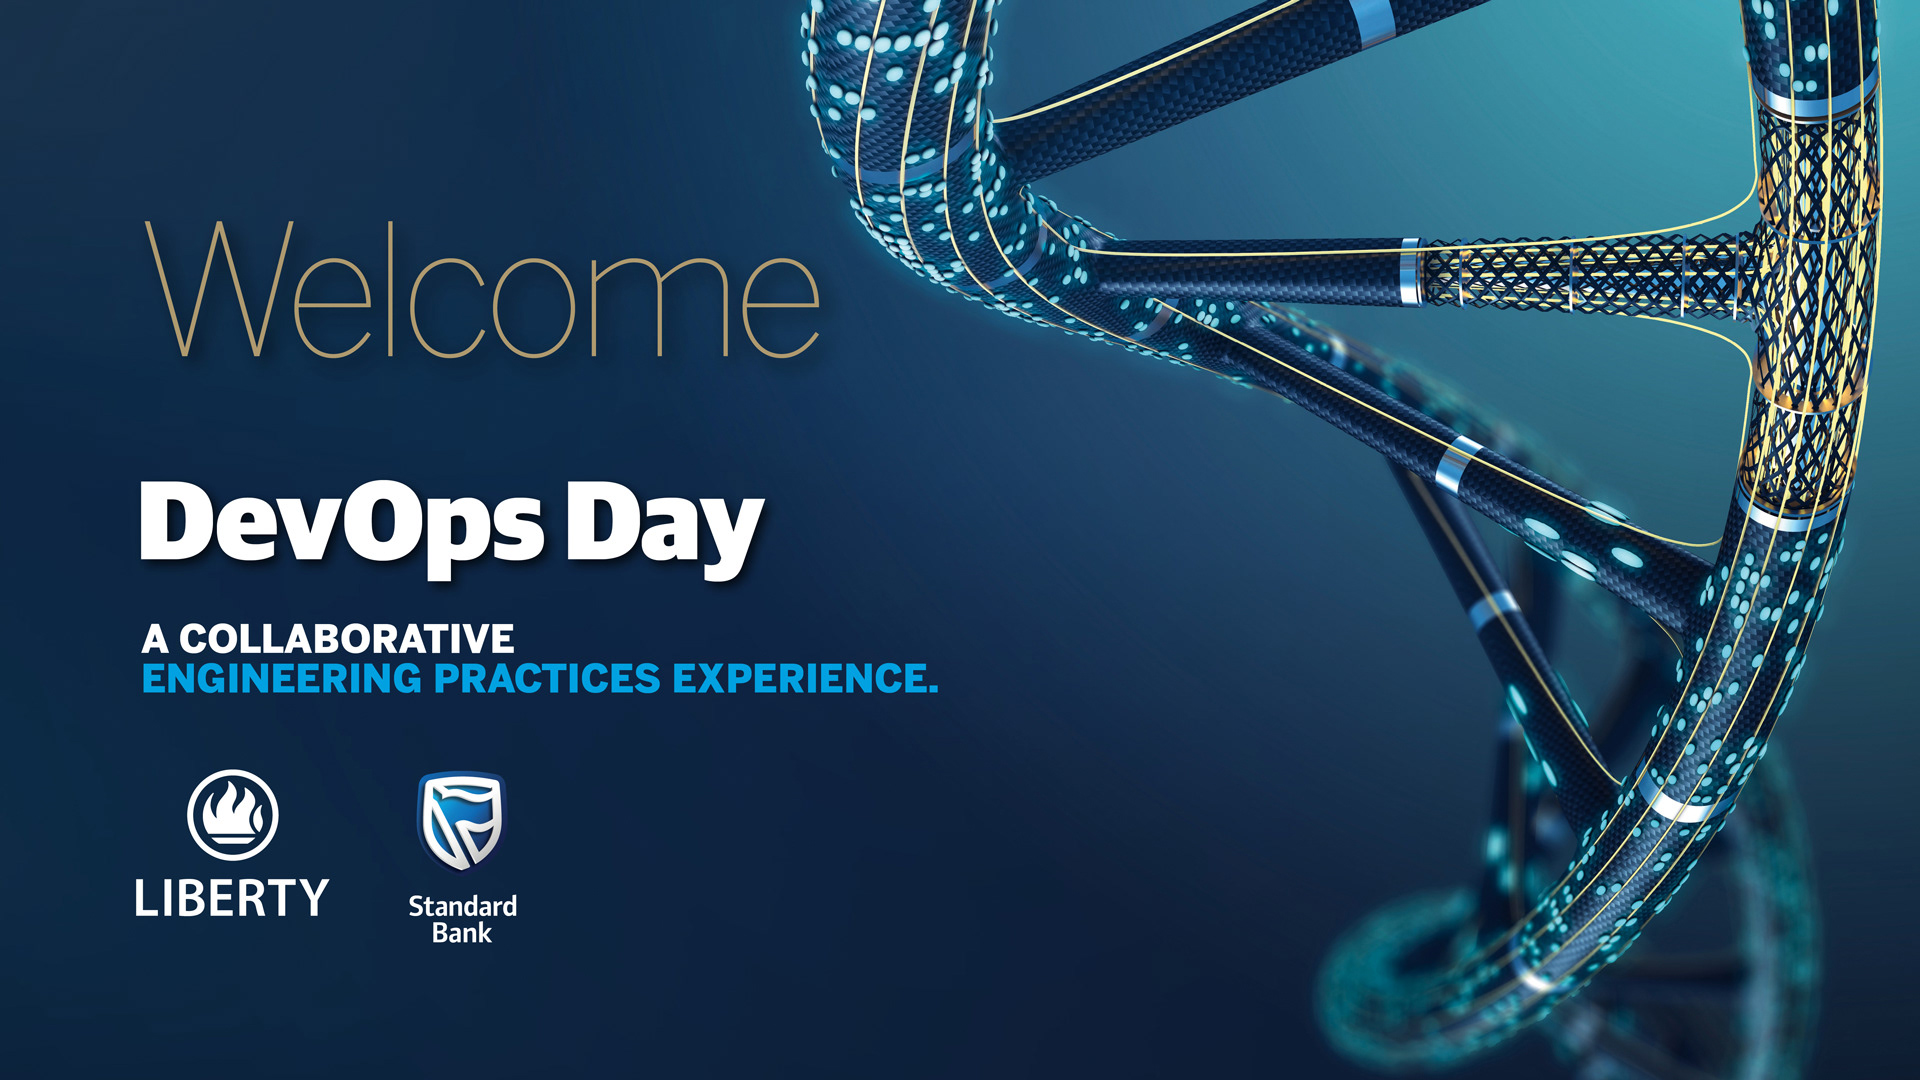 Welcome
DevOps Day
A COLLABORATIVE
ENGINEERING PRACTICES EXPERIENCE.
LIBERTY
Standard
Bank